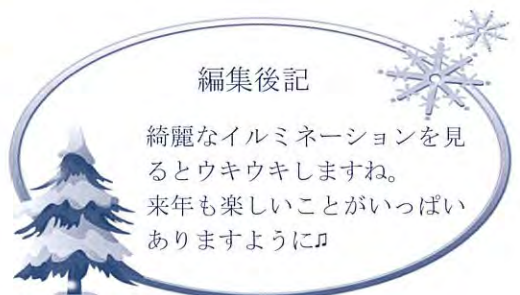 編集後記
綺麗なイルミネーションを見
るとウキウキしますね。
来年も楽しいことがいっぱい
ありますように♫